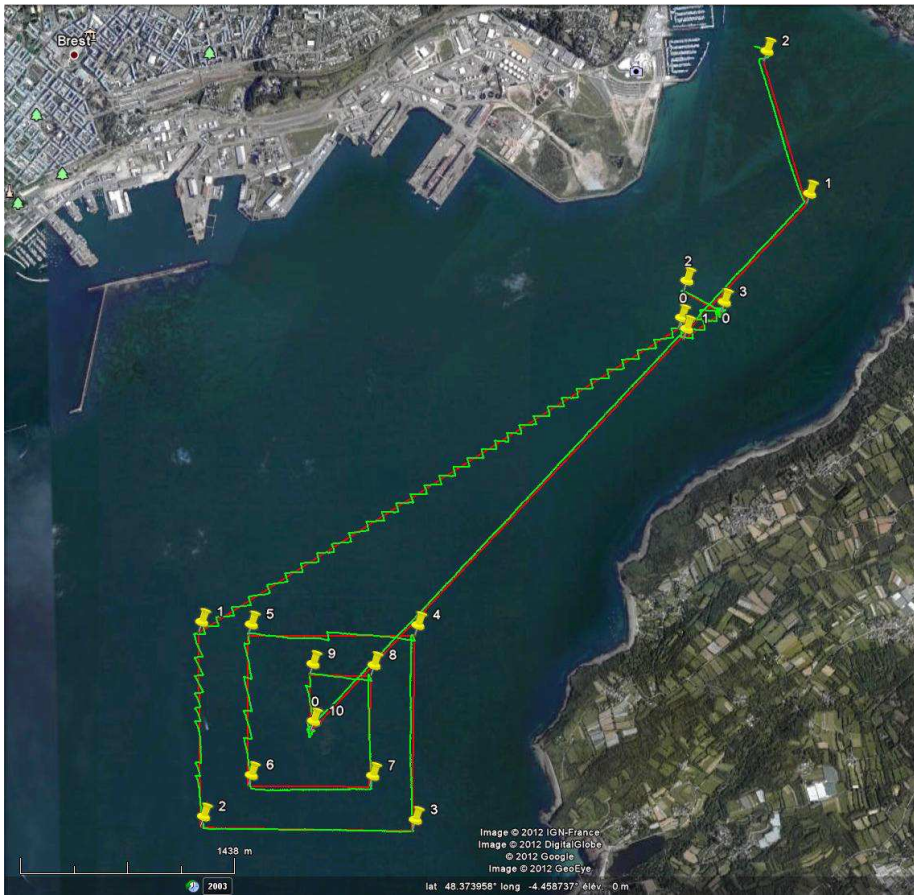 Brest
2
1
2
3
0
1 0
1
5
4
9
8
0
10
6
7
2
3
Image © 2012 IGN-France
Image © 2012 DigitalGlobe
© 2012 Google
Image © 2012 GeoEye
1438 m
2003
lat 48.373958° long -4.458737° élév 0 m